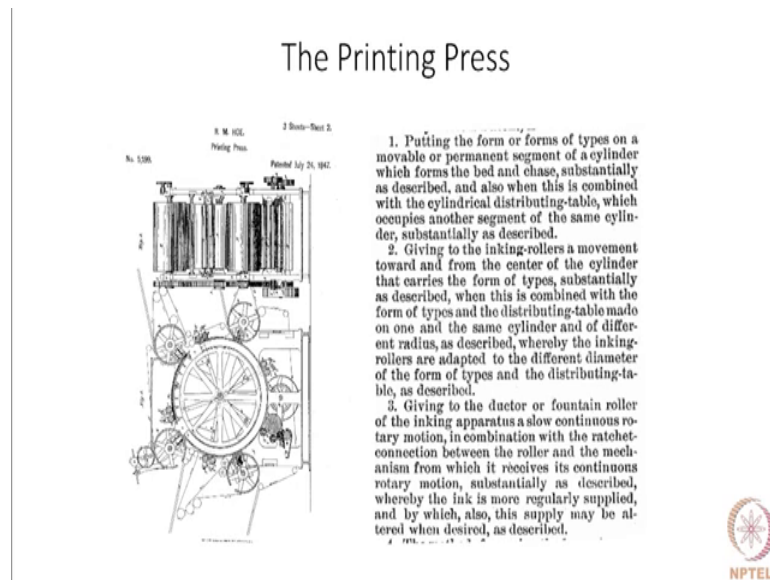 The Printing Press
R. M. HOE.
3 Sheets—Sheet 2.
Printing Press.
No. 5,199.
Patented July 24, 1847.
1. Putting the form or forms of types on a
movable or permanent segment of a cylinder
which forms the bed and chase, substantially
as described, and also when this is combined
with the cylindrical distributing-table, which
occupies another segment of the same cylin-
der, substantially as described.
2. Giving to the inking-rollers a movement
toward and from the center of the cylinder
that carries the form of types, substantially
as described, when this is combined with the
form of types and the distributing-table made
on one and the same cylinder and of differ-
ent radius, as described, whereby the inking-
rollers are adapted to the different diameter
of the form of types and the distributing-ta-
ble, as described.
3. Giving to the ductor or fountain roller
of the inking apparatus a slow continuous ro-
tary motion, in combination with the ratchet-
connection between the roller and the mech-
anism from which it receives its continuous
rotary motion, substantially as described,
whereby the ink is more regularly supplied,
and by which, also, this supply may be al-
tered when desired, as described.
NPTEL